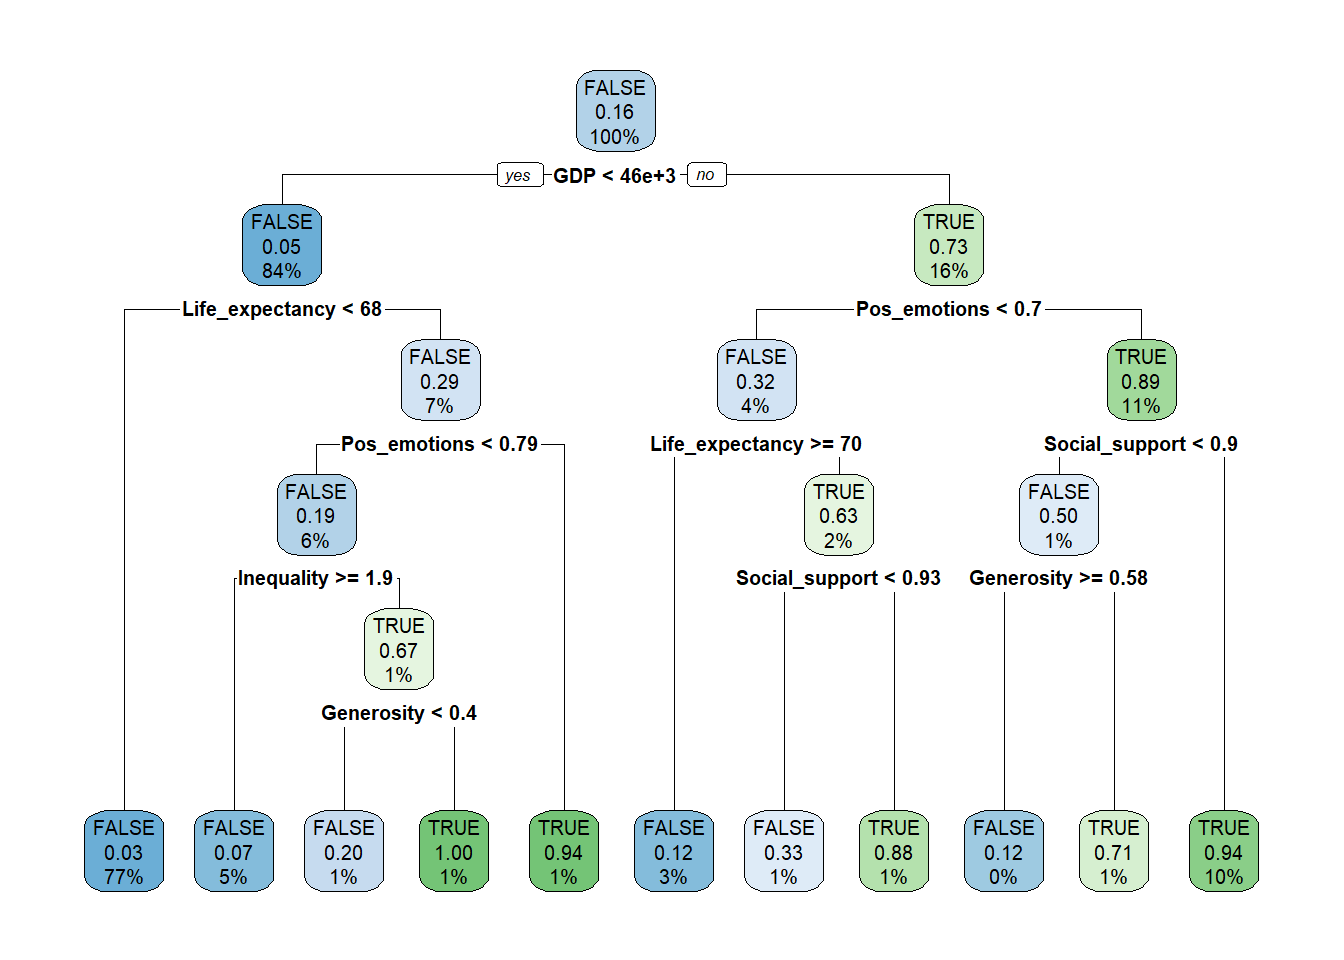 FALSE
0.16
100%
yes GDP < 46e+3 no
FALSE
0.05
84%
TRUE
0.73
16%
Life_expectancy < 68
Pos_emotions < 0.7
FALSE
0.29
7%
FALSE
0.32
4%
TRUE
0.89
11%
Pos_emotions < 0.79
Life_expectancy >= 70
Social_support < 0.9
FALSE
0.19
6%
TRUE
0.63
2%
FALSE
0.50
1%
Inequality >= 1.9
Social_support < 0.93
Generosity >= 0.58
TRUE
0.67
1%
Generosity < 0.4
FALSE
0.03
77%
FALSE
0.07
5%
FALSE
0.20
1%
TRUE
1.00
1%
TRUE
0.94
1%
FALSE
0.12
3%
FALSE
0.33
1%
TRUE
0.88
1%
FALSE
0.12
0%
TRUE
0.71
1%
TRUE
0.94
10%